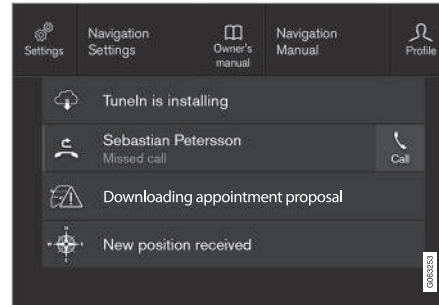 Settings
Navigation
Settings
Owner's
manual
Navigation
Manual
Profile
TuneIn is installing
Sebastian Petersson
Missed call
Call
Downloading appointment proposal
New position received
G063253